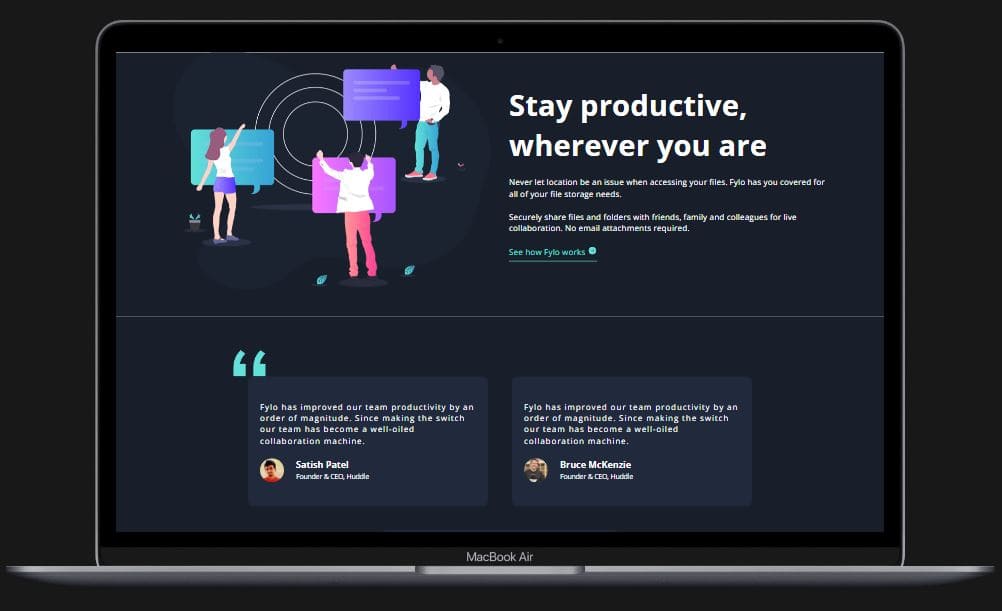 Stay productive,
wherever you are
Never let location be an issue when accessing your files. Fylo has you covered for
all of your file storage needs.
Securely share files and folders with friends, family and colleagues for live
collaboration. No email attachments required.
See how Fylo works
Fylo has improved our team productivity by an
order of magnitude. Since making the switch
our team has become a well-oiled
collaboration machine.
Satish Patel
Founder & CEO, Huddle
Fylo has improved our team productivity by an
order of magnitude. Since making the switch
our team has become a well-oiled
collaboration machine.
Bruce McKenzie
Founder & CEO, Huddle
MacBook Air